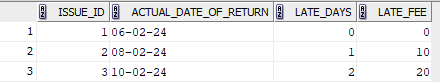 ISSUE_ID ACTUAL_DATE_OF_RETURN LATE_DAYS LATE_FEE
1 1 06-02-24 0 0
2 2 08-02-24 1 10
3 3 10-02-24 2 20